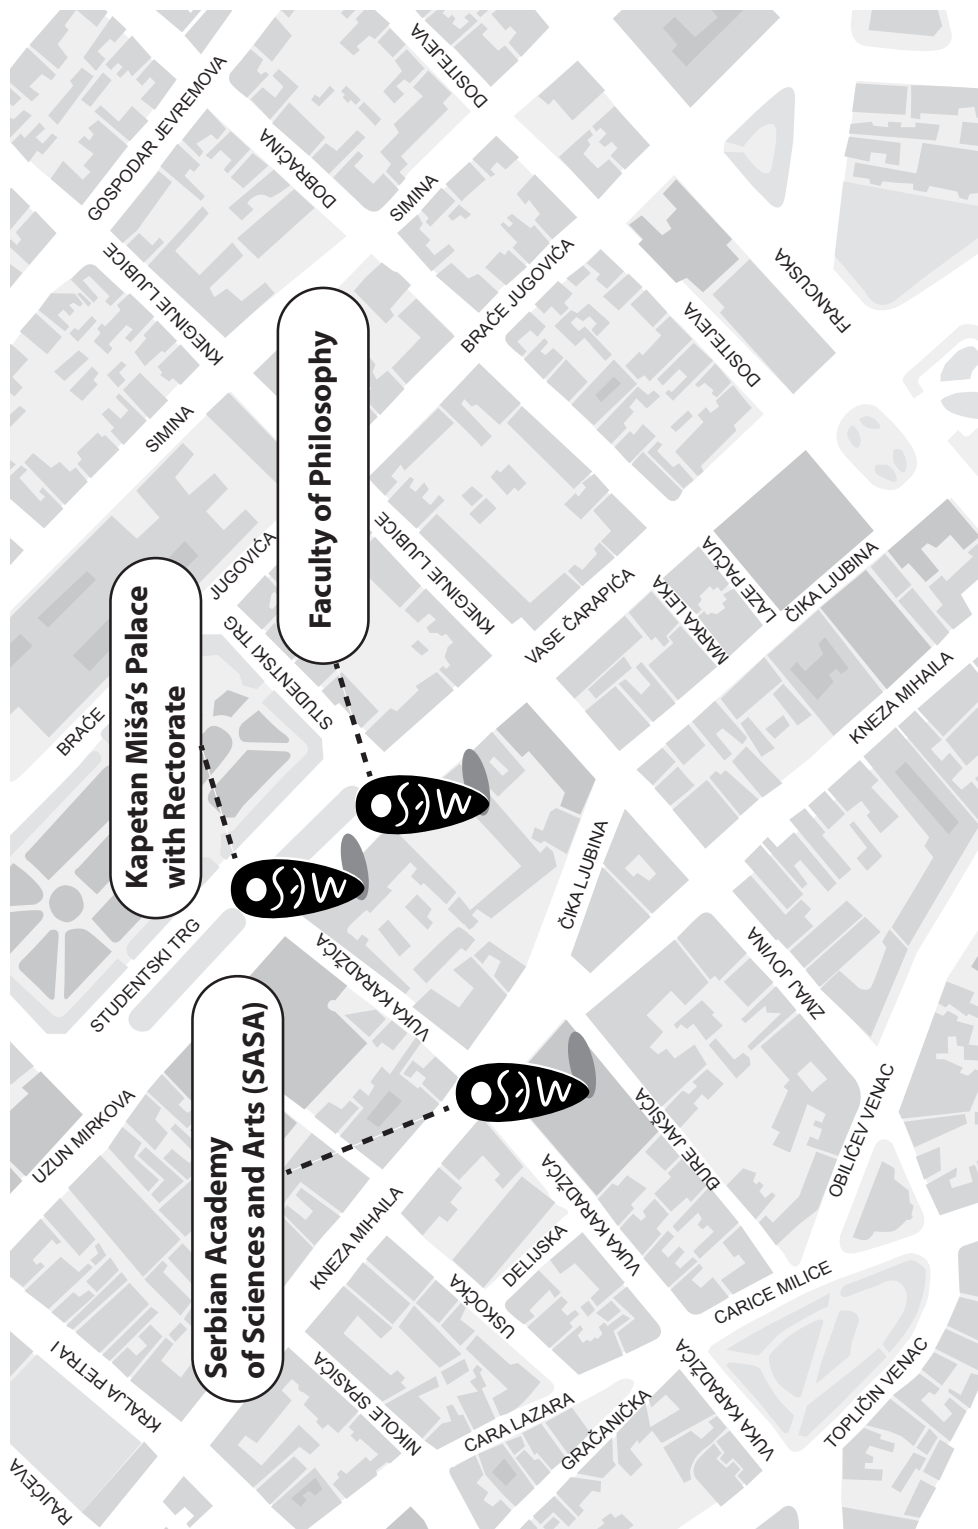 GOSPODAR JEVREMOVA
DOSITEJEVA
DOBRAČINA
SIMINA
KNEGINJE LJUBICE
BRAĆE JUGOVIĆA
FRANCUSKA
DOSITEJEVA
SIMINA
Faculty of Philosophy
JUGOVIĆA
KNEGINJE LJUBICE
LAZE PAČUA
ČIKA LJUBINA
MARKA LEKA
VASE ČARAPIĆA
STUDENTSKI TRG
BRAĆE
KNEZA MIHAILA
Kapetan Miša's Palace
with Rectorate
STUDENTSKI TRG
VUKA KARADŽIĆA
ČIKA LJUBINA
ZMAJ JOVINA
UZUN MIRKOVA
Serbian Academy
of Sciences and Arts (SASA)
KNEZA MIHAILA
ĐURE JAKŠIĆA
OBILIĆEV VENAC
VUKA KARADŽIĆA
DELIJSKA
USKOČKA
CARICE MILICE
KRALJA PETRA I
NIKOLE SPASIĆA
CARA LAZARA
GRAČANIČKA
VUKA KARADŽIĆA
TOPLIČIN VENAC
RAJIĆEVA